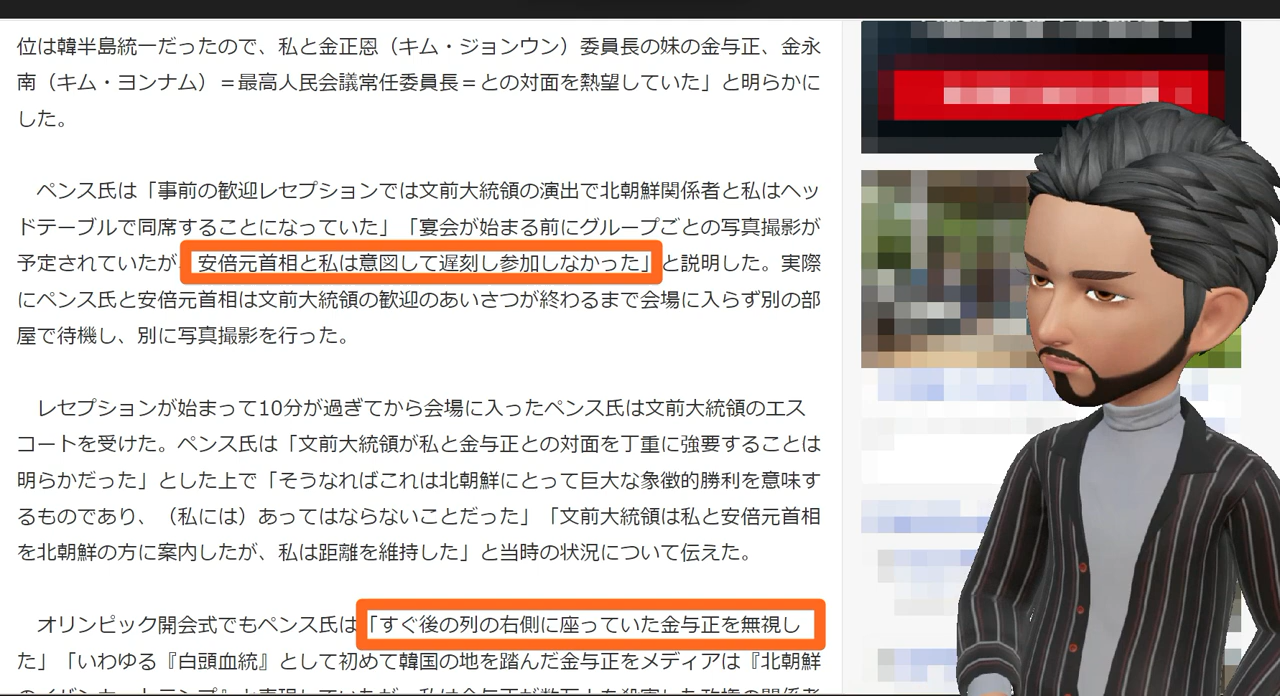 位は韓半島統一だったので、私と金正恩（キム・ジョンウン）委員長の妹の金与正、金永
南（キム・ヨンナム）＝最高人民会議常任委員長＝との対面を熱望していた」と明らかに
した。
ペンス氏は「事前の歓迎レセプションでは文前大統領の演出で北朝鮮関係者と私はヘッ
ドテーブルで同席することになっていた」「宴会が始まる前にグループごとの写真撮影が
予定されていたが、安倍元首相と私は意図して遅刻し参加しなかった」と説明した。実際
にペンス氏と安倍元首相は文前大統領の歓迎のあいさつが終わるまで会場に入らず別の部
屋で待機し、別に写真撮影を行った。
レセプションが始まって10分が過ぎてから会場に入ったペンス氏は文前大統領のエス
コートを受けた。ペンス氏は「文前大統領が私と金与正との対面を丁重に強要することは
明らかだった」とした上で「そうなればこれは北朝鮮にとって巨大な象徴的勝利を意味す
るものであり、（私には）あってはならないことだった」「文前大統領は私と安倍元首相
を北朝鮮の方に案内したが、私は距離を維持した」と当時の状況について伝えた。
オリンピック開会式でもペンス氏は「すぐ後の列の右側に座っていた金与正を無視し
た」「いわゆる『白頭血統』として初めて韓国の地を踏んだ金与正をメディアは『北朝鮮